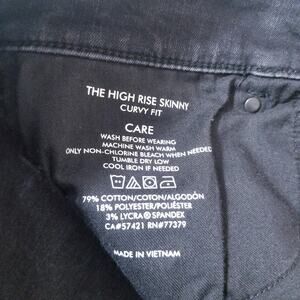 THE HIGH RISE SKINNY
CURVY FIT
CARE
WASH BEFORE WEARING
MACHINE WASH WARM
ONLY NON-CHLORINE BLEACH WHEN NEEDED
TUMBLE DRY LOW
COOL IRON IF NEEDED
79% COTTON/COTON/ALGODÓN
18% POLYESTER/POLIÉSTER
3% LYCRA® SPANDEX
CA#57421 RN#77379
MADE IN VIETNAM